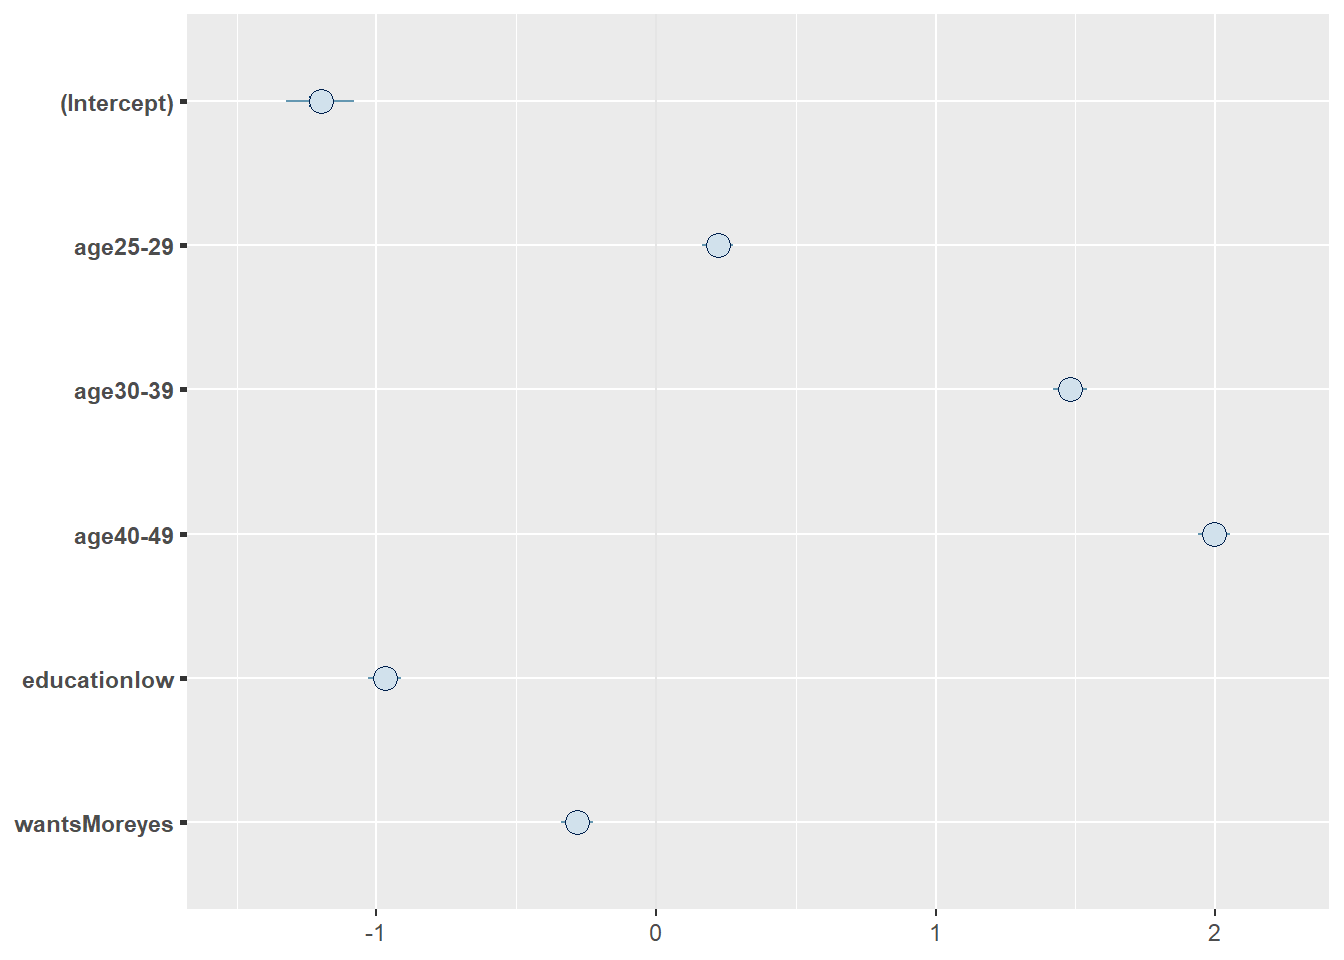 (Intercept)
age25-29
age30-39
age40-49
educationlow
wantsMoreyes
-1 0 1 2